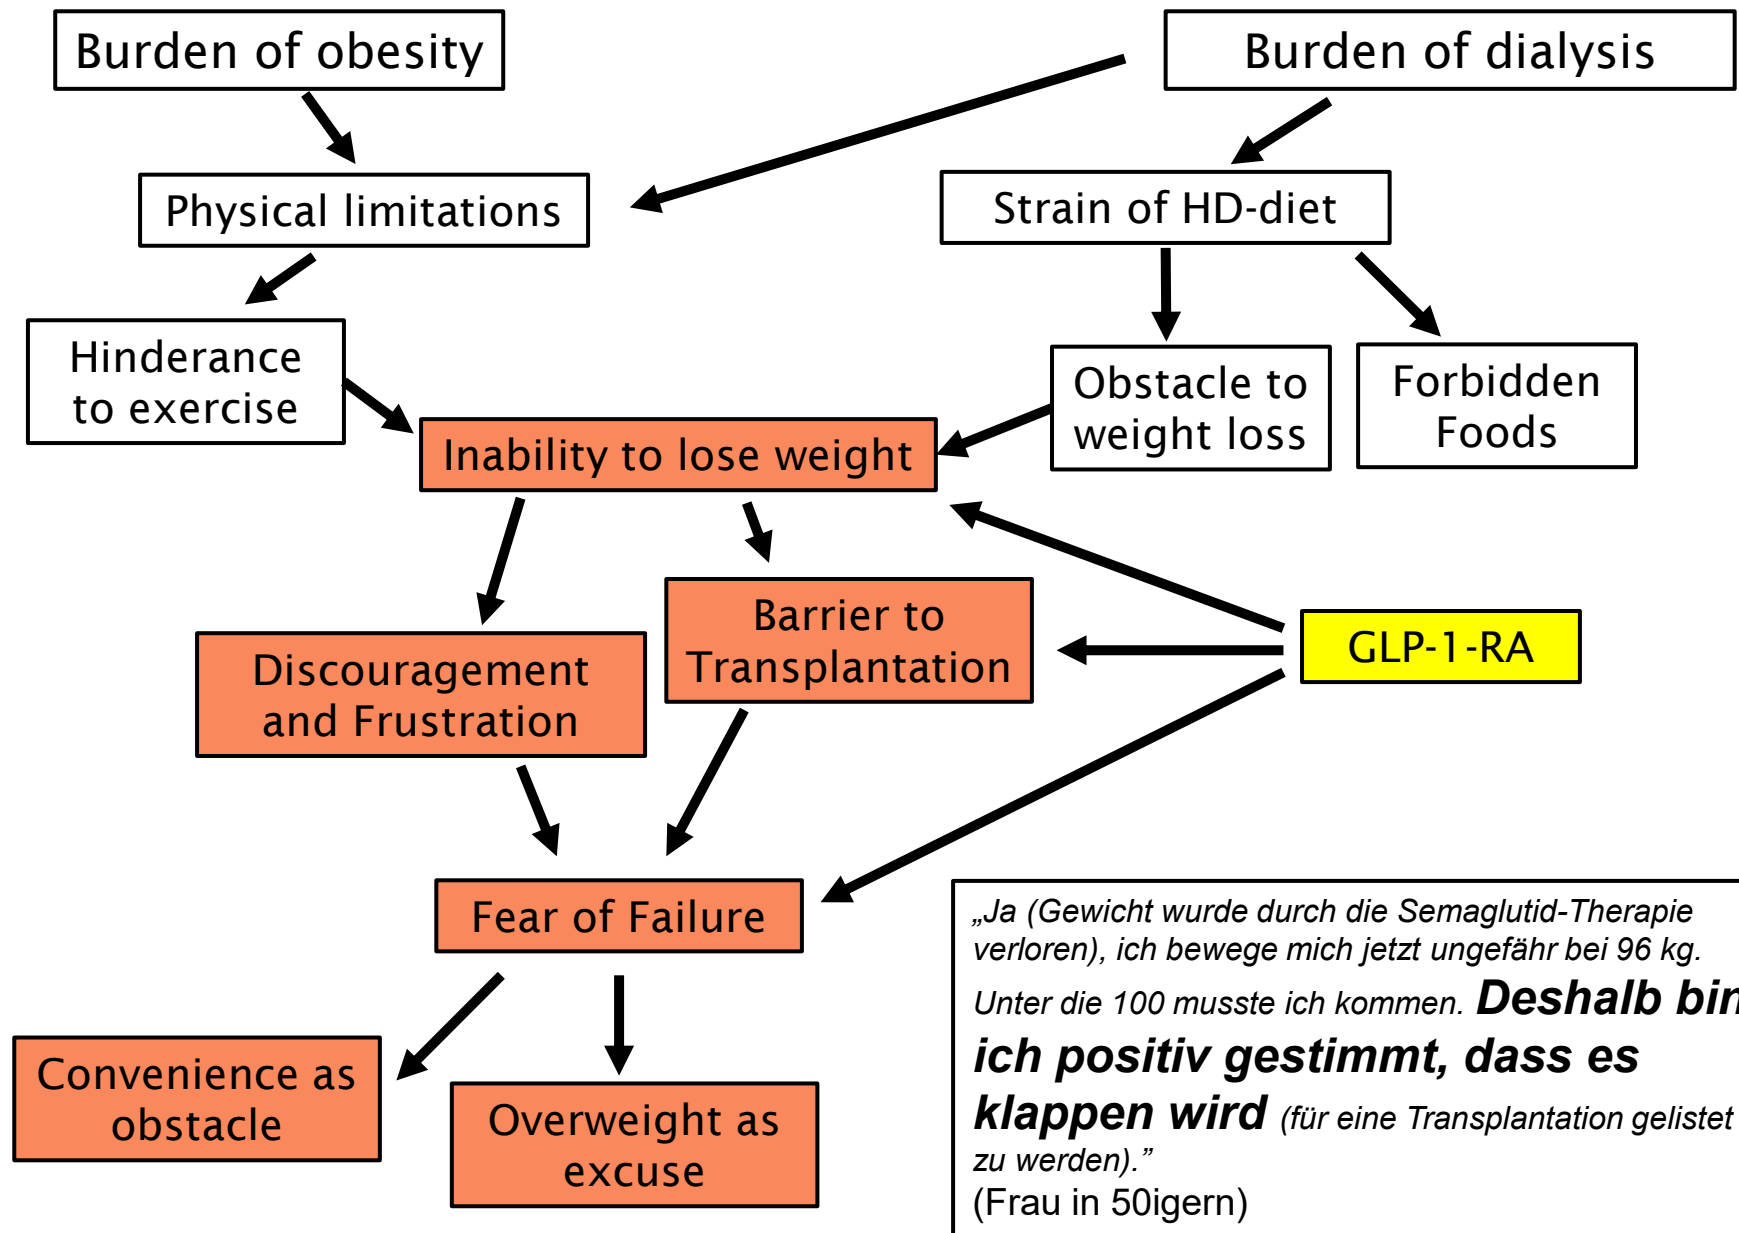 Burden of obesity
Burden of dialysis
Physical limitations
Strain of HD-diet
Hinderance
to exercise
Obstacle to
weight loss
Forbidden
Foods
Inability to lose weight
Barrier to
Transplantation
GLP-1-RA
Discouragement
and Frustration
Fear of Failure
Convenience as
obstacle
Overweight as
excuse
„Ja (Gewicht wurde durch die Semaglutid-Therapie
verloren), ich bewege mich jetzt ungefähr bei 96 kg.
Unter die 100 musste ich kommen. Deshalb bin
ich positiv gestimmt, dass es
klappen wird (für eine Transplantation gelistet
zu werden).”
(Frau in 50igern)